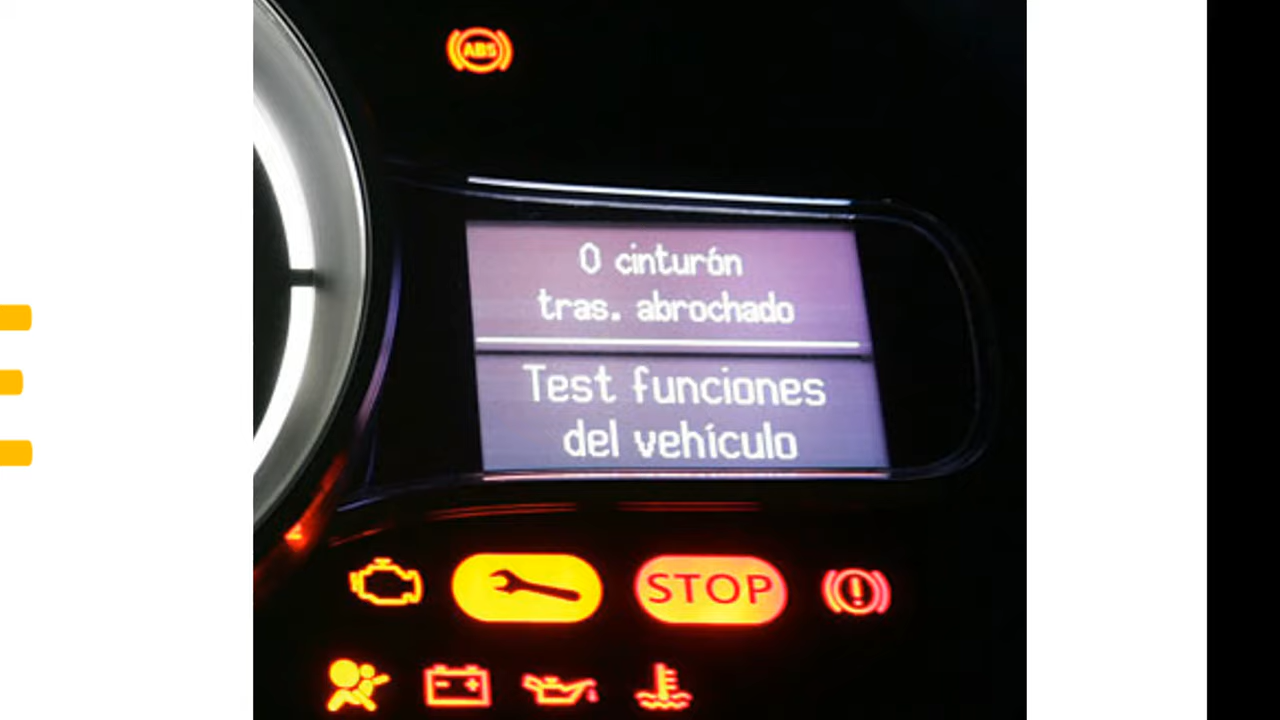 ABS
0 cinturón
tras. abrochado
Test funciones
del vehículo
STOP